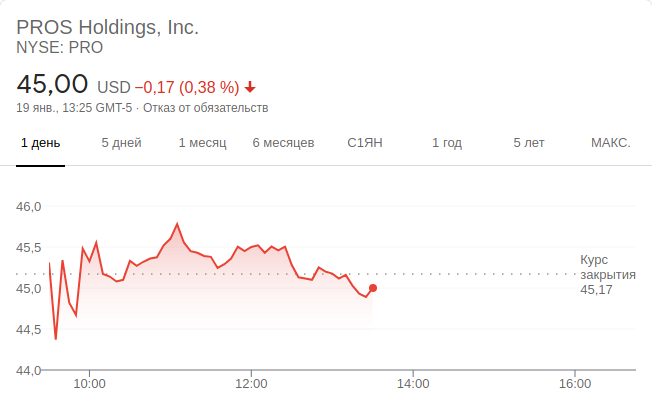 PROS Holdings, Inc.
NYSE: PRO
45,00 USD −0,17 (0,38 %)
19 янв., 13:25 GMT-5 · Отказ от обязательств
1 день 5 дней 1 месяц 6 месяцев С1ЯН 1 год 5 лет МАКС.
46,0
45,5
Курс
закрытия
45,17
45,0
44,5
44,0
10:00 12:00 14:00 16:00